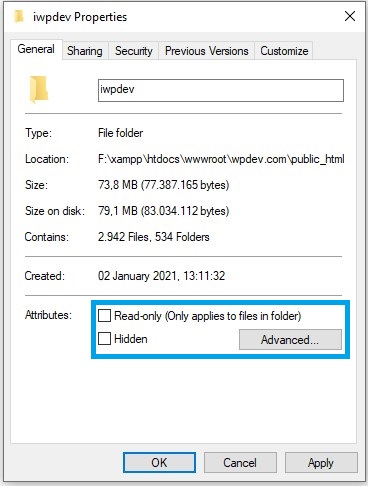 iwpdev Properties
General Sharing Security Previous Versions Customize
iwpdev
Type: File folder
Location: F:\xampp\htdocs\wwwroot\wpdev.com\public_html
Size: 73,8 MB (77.387.165 bytes)
Size on disk: 79,1 MB (83.034.112 bytes)
Contains: 2.942 Files, 534 Folders
Created: 02 January 2021, 13:11:32
Attributes: Read-only (Only applies to files in folder)
Hidden Advanced...
OK Cancel Apply